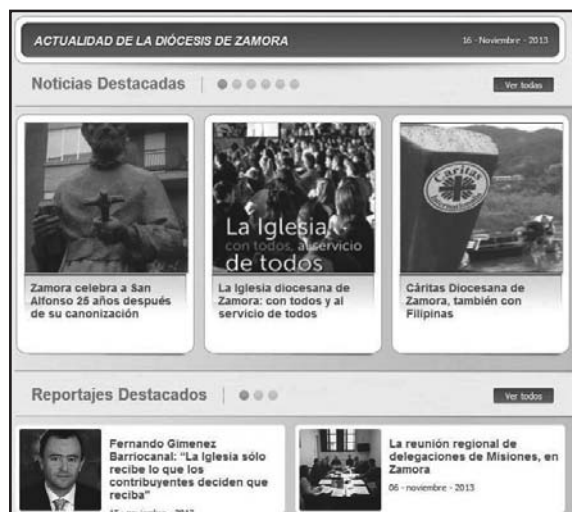 ACTUALIDAD DE LA DIÓCESIS DE ZAMORA
16 - Noviembre - 2013
Noticias Destacadas
Ver todas
La Iglesia
con todos, al servicio
de todos
Cáritas
Zamora celebra a San
Alfonso 25 años después
de su canonización
La Iglesia diocesana de
Zamora: con todos y al
servicio de todos
Cáritas Diocesana de
Zamora, también con
Filipinas
Reportajes Destacados
Ver todos
Fernando Gimenez
Barriocanal: “La Iglesia sólo
recibe lo que los
contribuyentes deciden que
reciba”
La reunión regional de
delegaciones de Misiones, en
Zamora
06 - noviembre - 2013